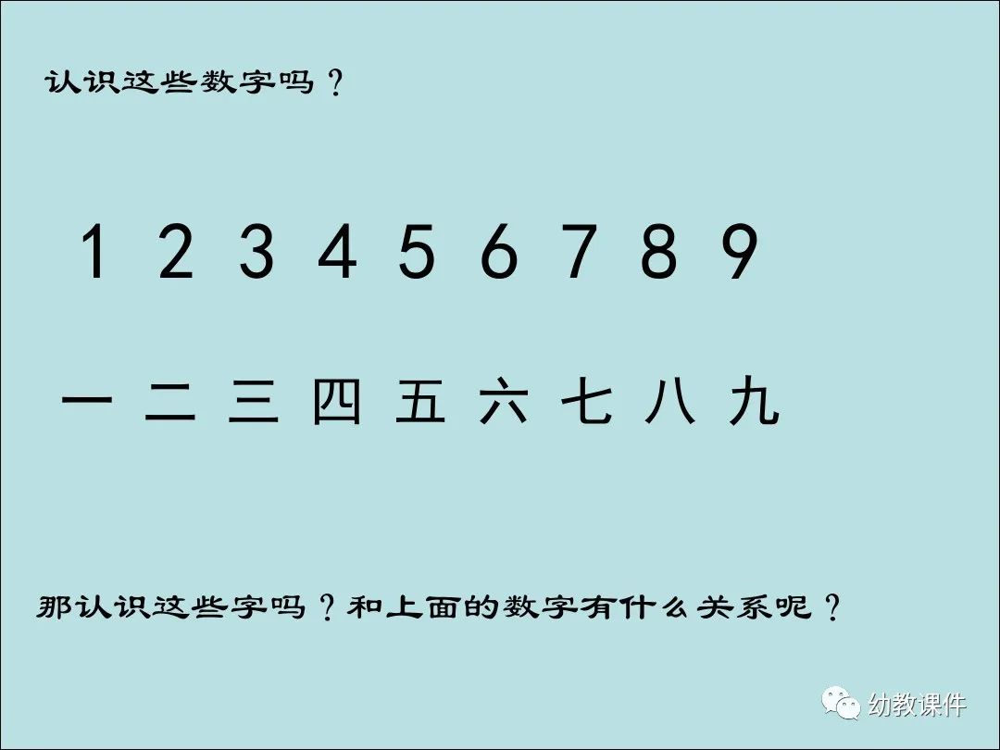 认识这些数字吗？
1 2 3 4 5 6 7 8 9
一 二 三 四 五 六 七 八 九
那认识这些字吗？和上面的数字有什么关系呢？
幼教课件